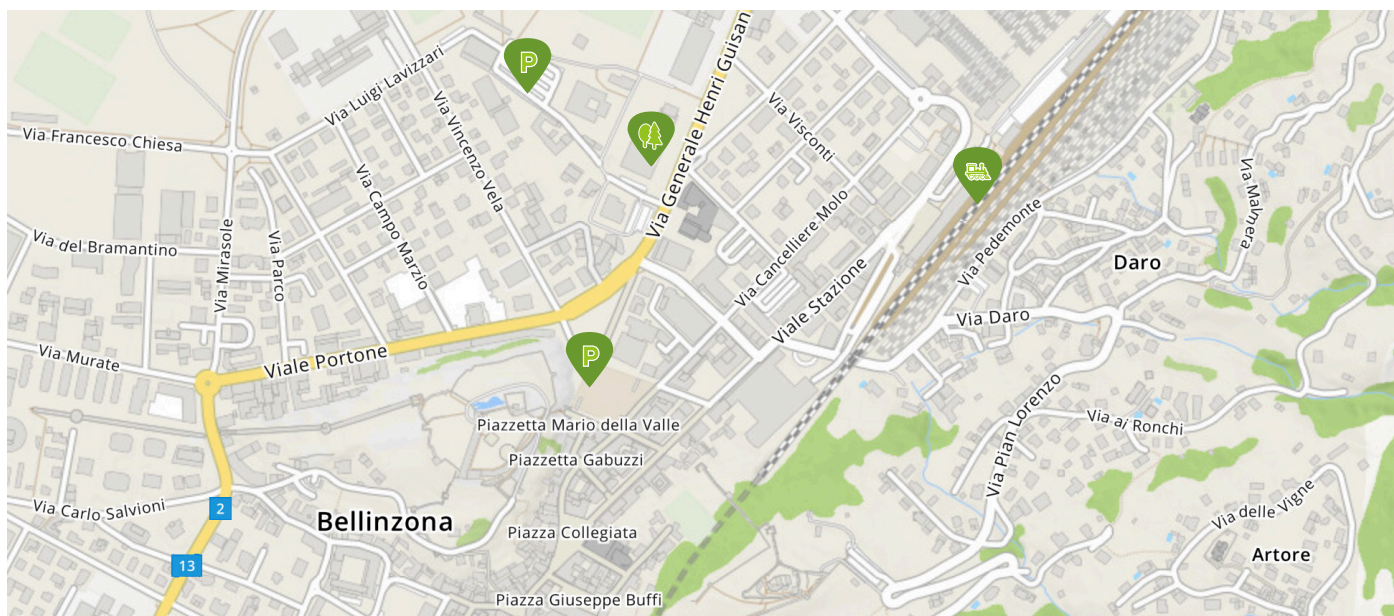 P
Via Luigi Lavizzari
Via Generale Henri Guisan
Via Francesco Chiesa
Via Vincenzo Vela
Via Visconti
Via Campo Marzio
Via Malmera
Via del Bramantino
Via Mirasole
Via Parco
Via Cancelliere Molo
Via Pedemonte
Daro
Viale Stazione
Via Daro
Via Murate
Viale Portone
P
Via Pian Lorenzo
Via ai Ronchi
Piazzetta Mario della Valle
Piazzetta Gabuzzi
Via Carlo Salvioni
2
Bellinzona
Piazza Collegiata
Via delle Vigne
Artore
13
Piazza Giuseppe Buffi